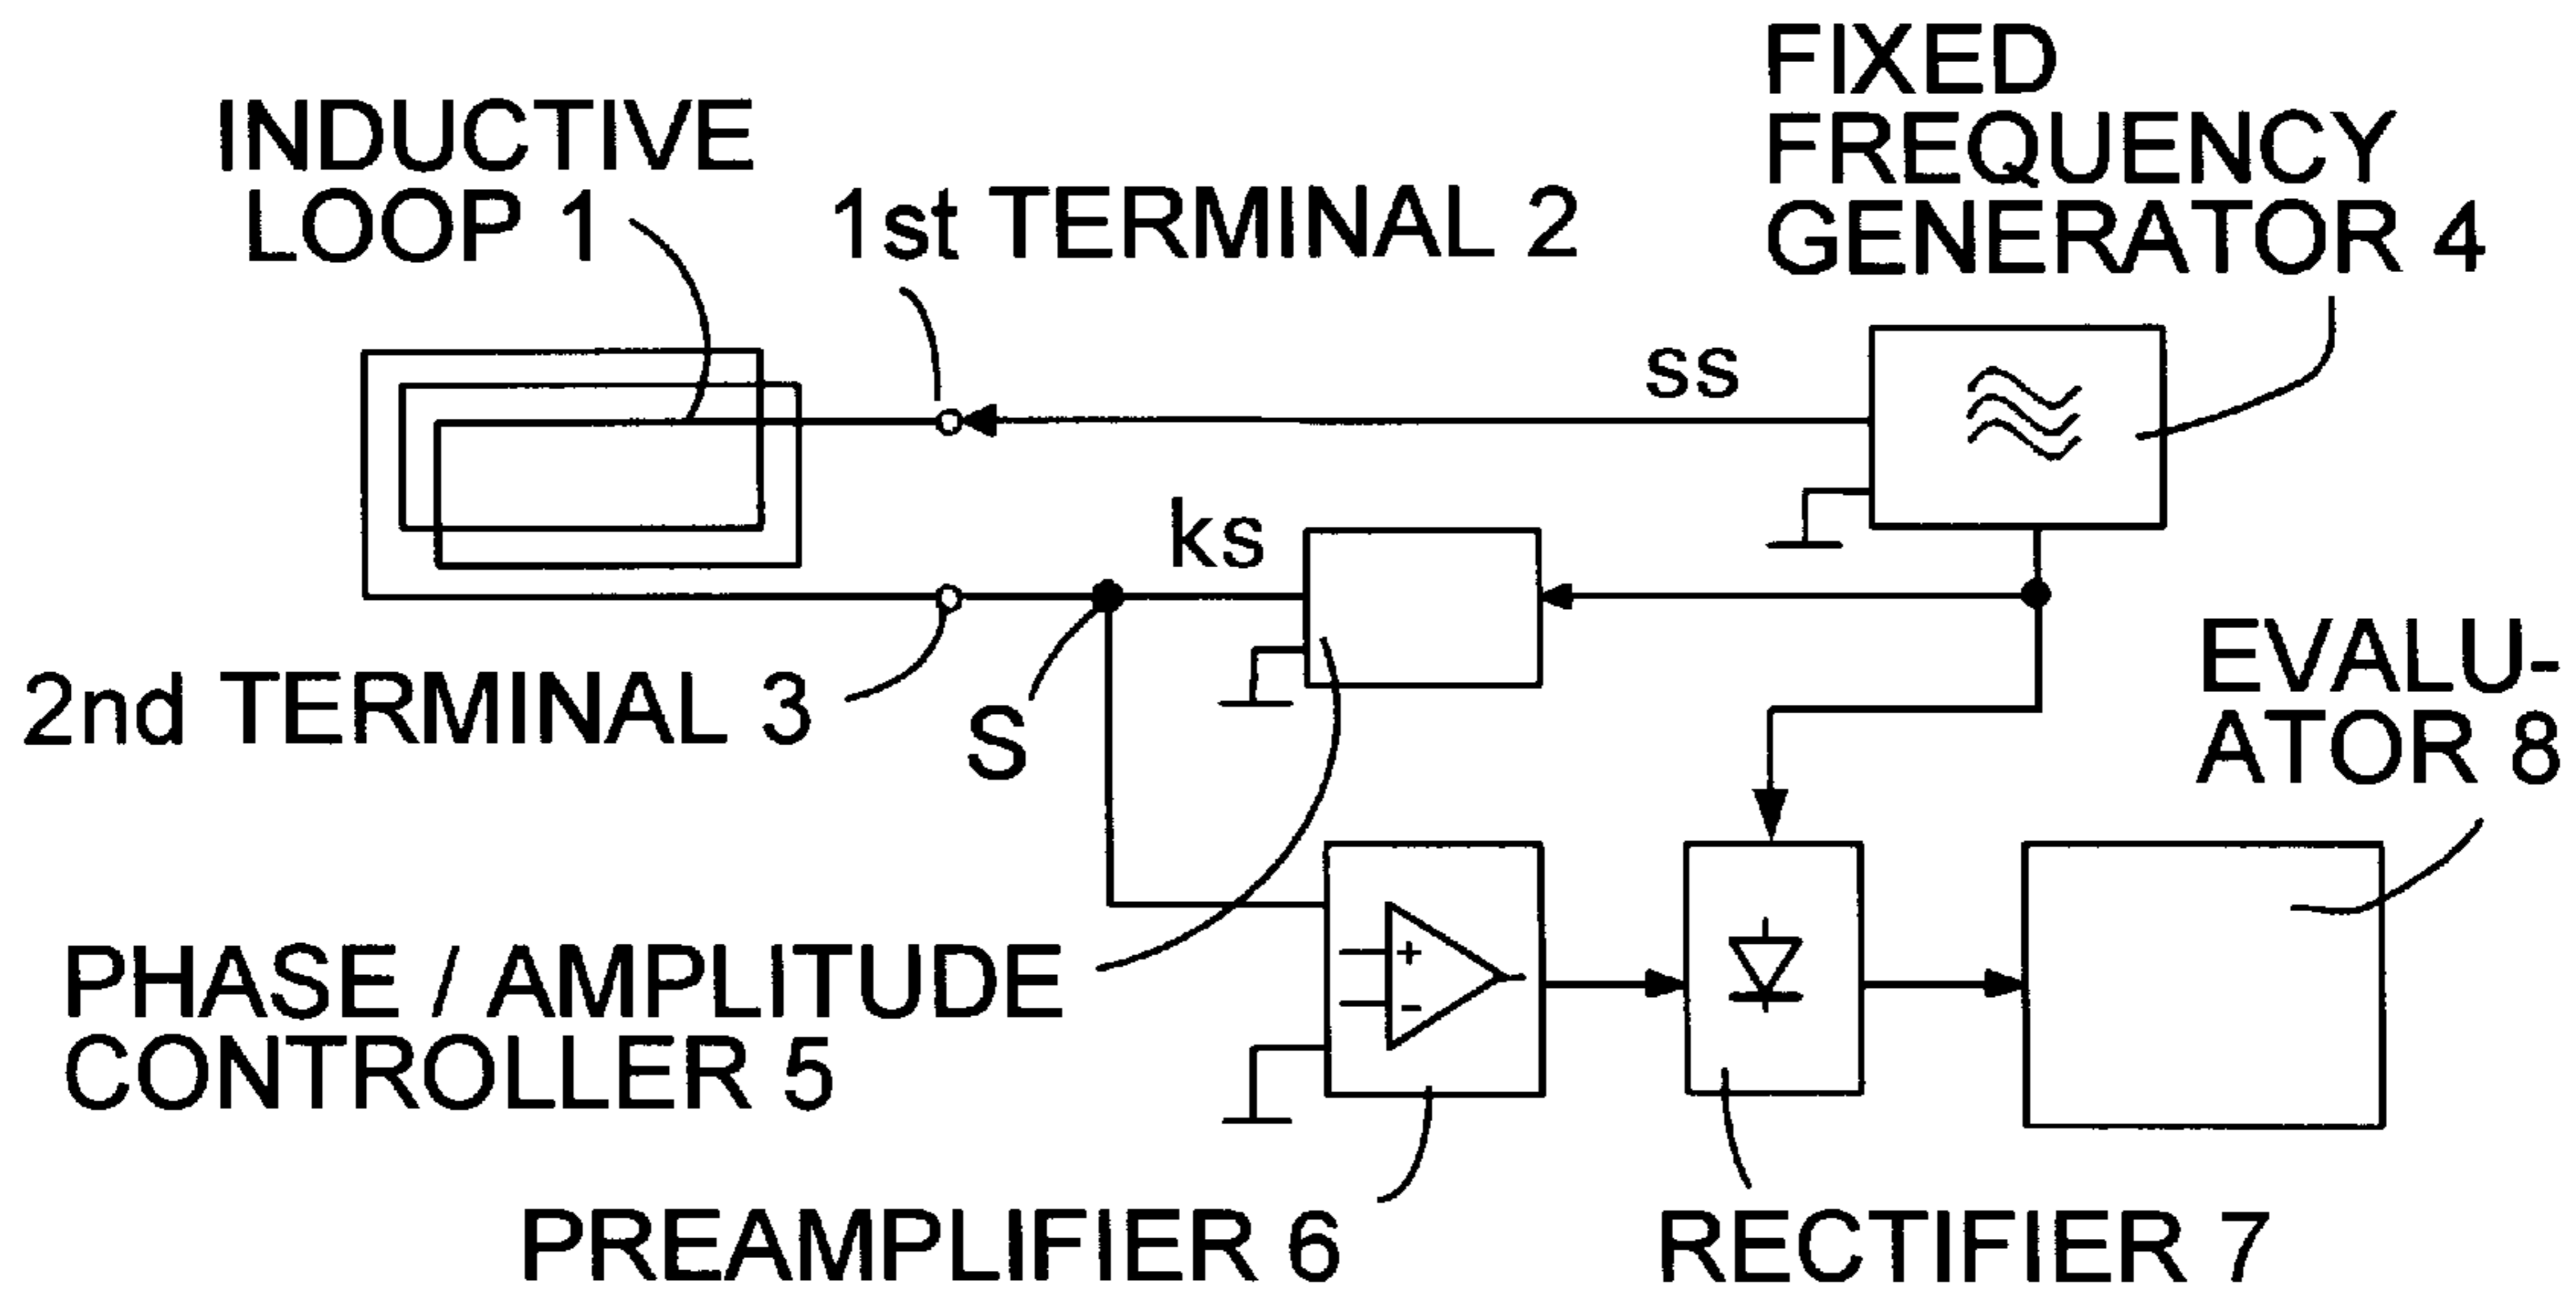 FIXED
FREQUENCY
GENERATOR 4
INDUCTIVE
LOOP 1
1st TERMINAL 2
ss
ks
2nd TERMINAL 3
S
EVALU-
ATOR 8
PHASE / AMPLITUDE
CONTROLLER 5
+
-
PREAMPLIFIER 6
RECTIFIER 7